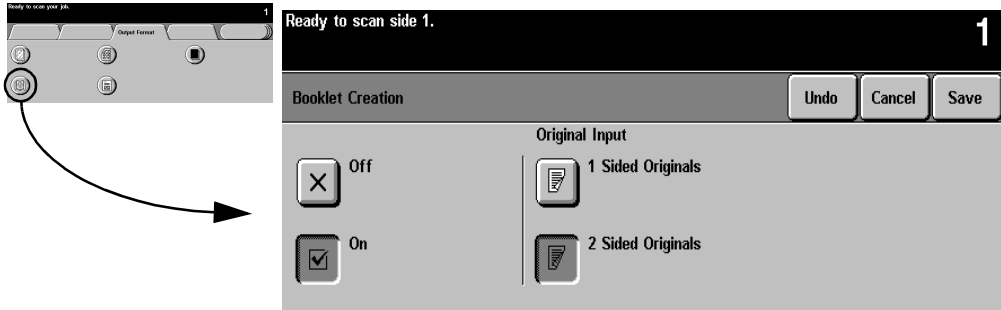 Ready to scan your job.
1
Output Format
Ready to scan side 1.
1
Booklet Creation
Undo
Cancel
Save
Original Input
Off
1 Sided Originals
On
2 Sided Originals